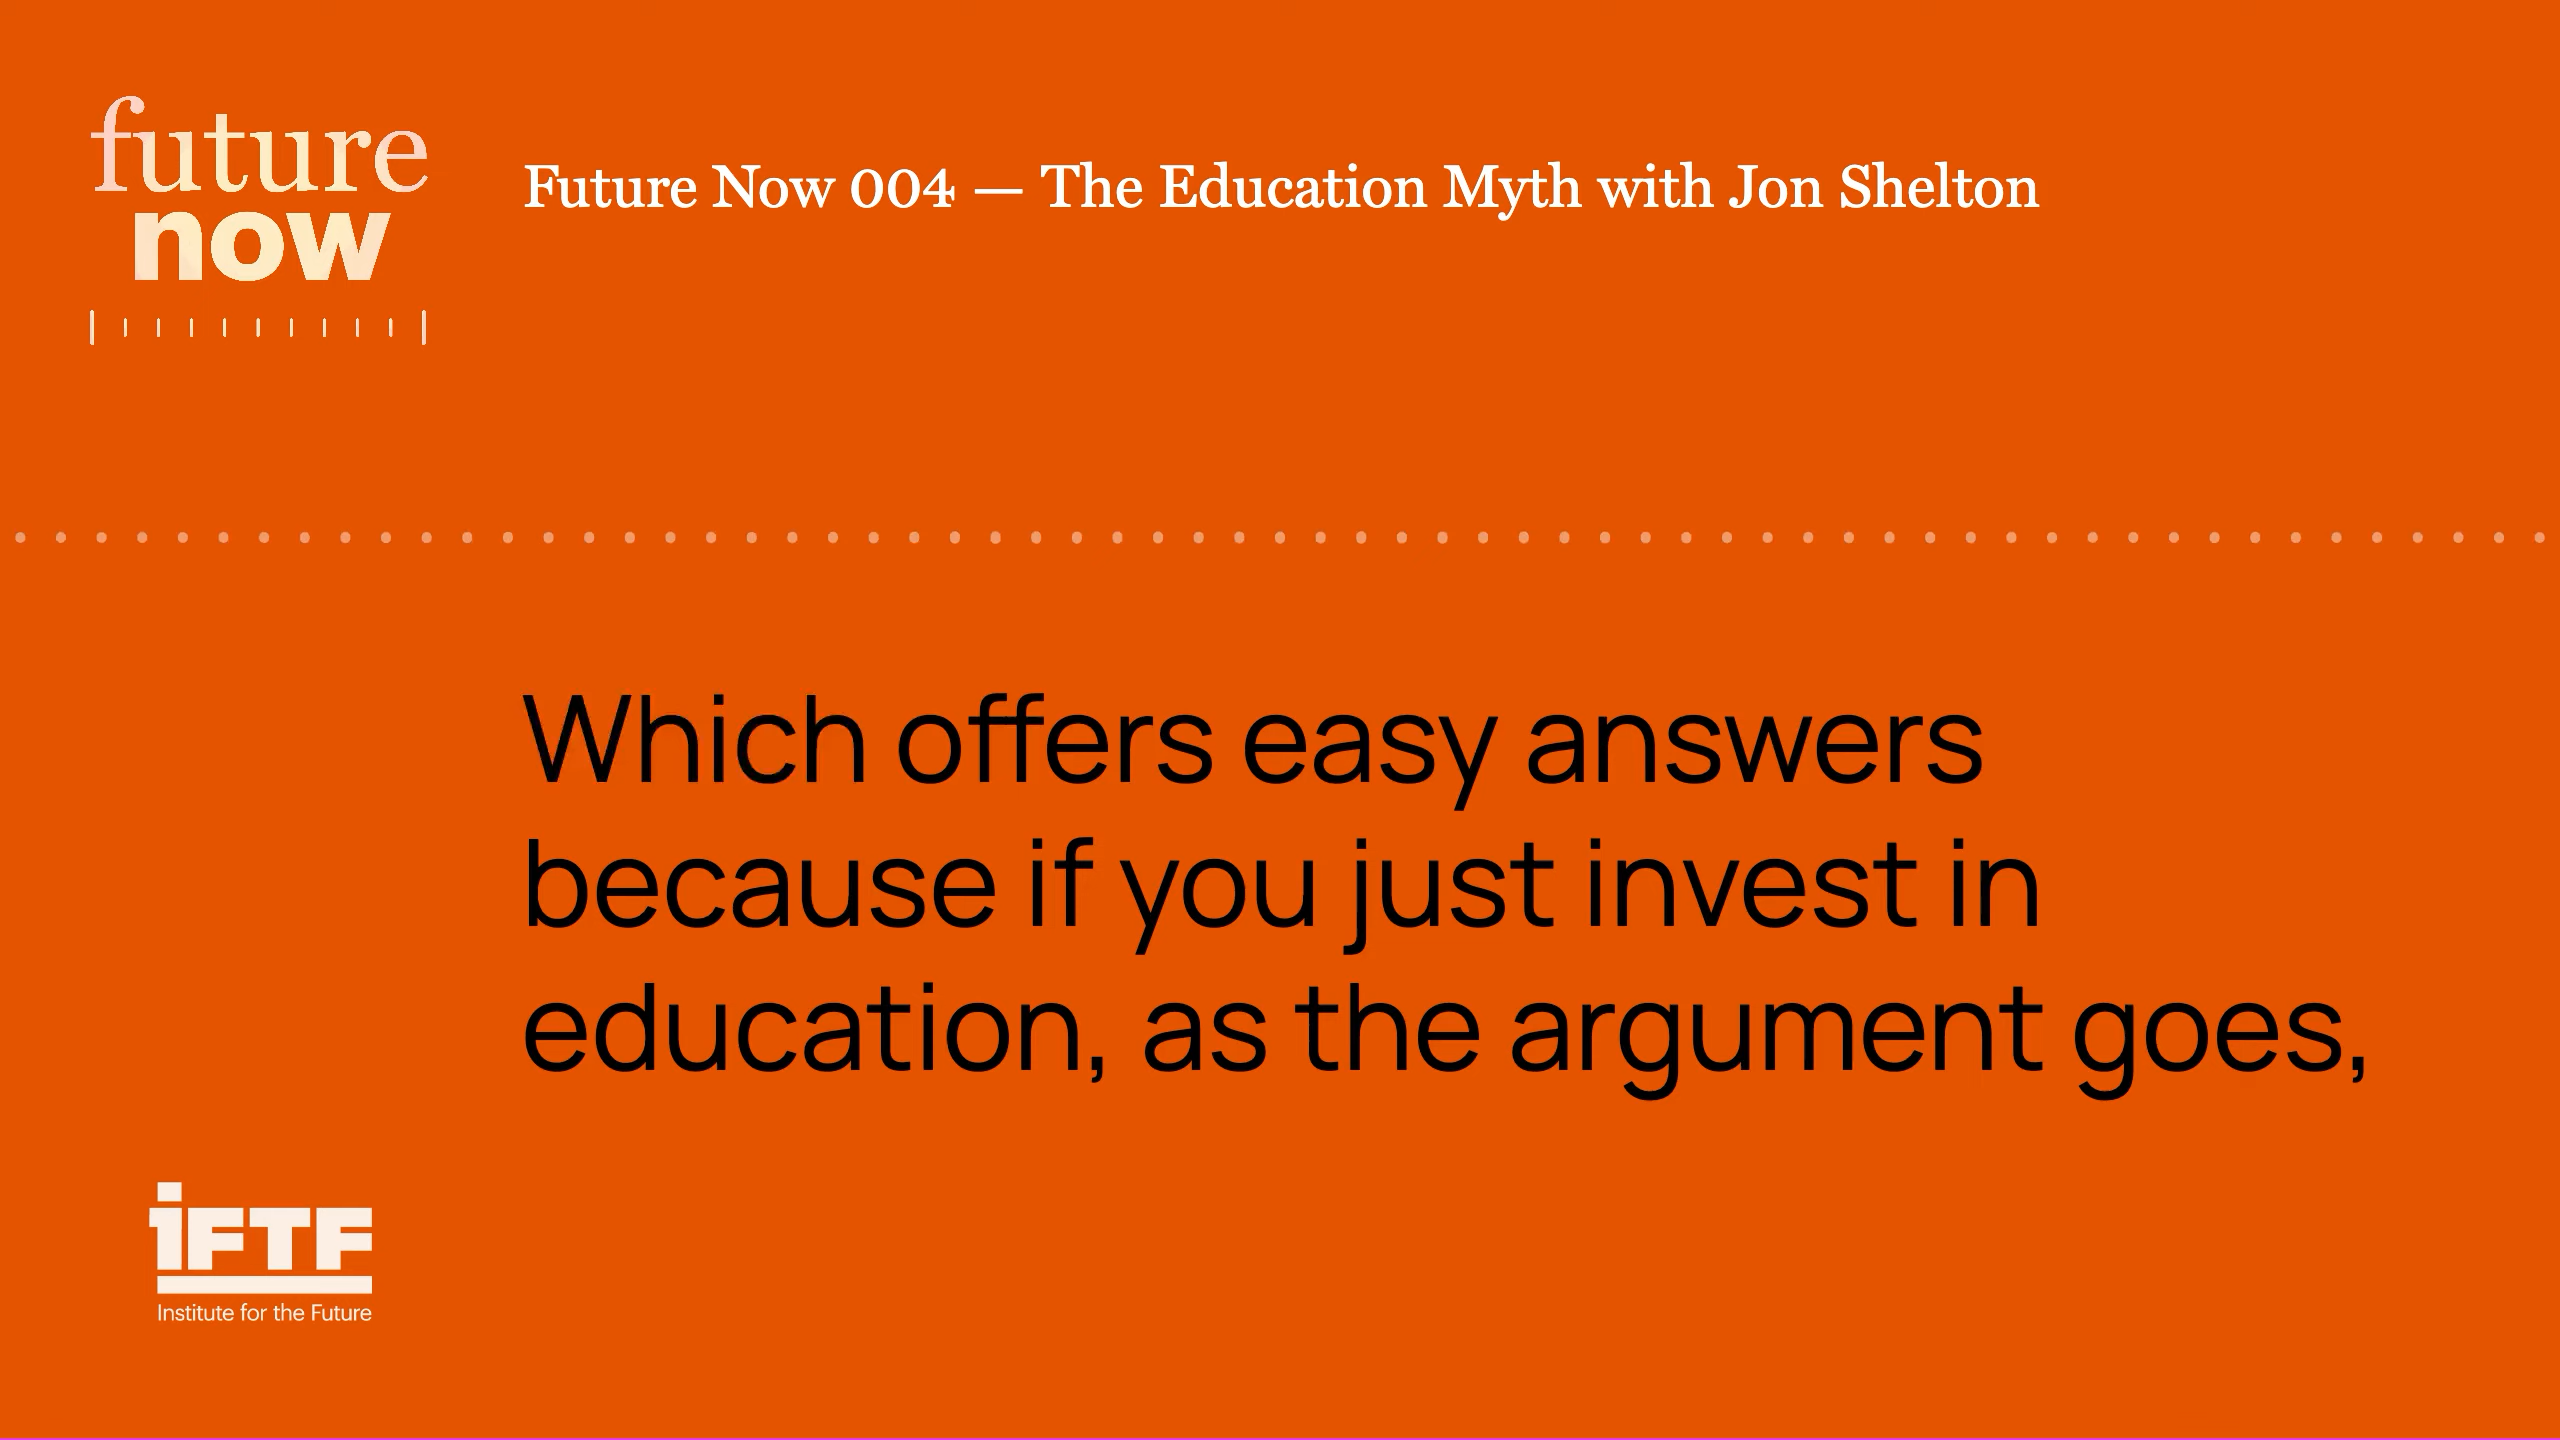 future
now
Future Now 004 — The Education Myth with Jon Shelton
Which offers easy answers
because if you just invest in
education, as the argument goes,
iFTF
Institute for the Future